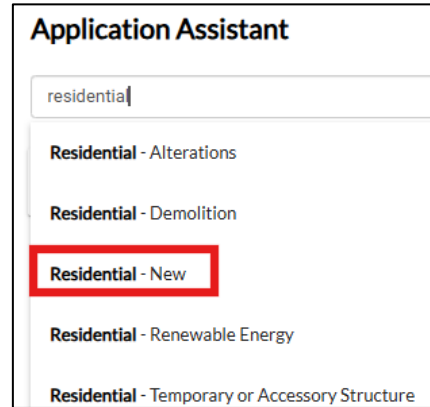 Application Assistant
residential
Residential - Alterations
Residential - Demolition
Residential - New
Residential - Renewable Energy
Residential - Temporary or Accessory Structure